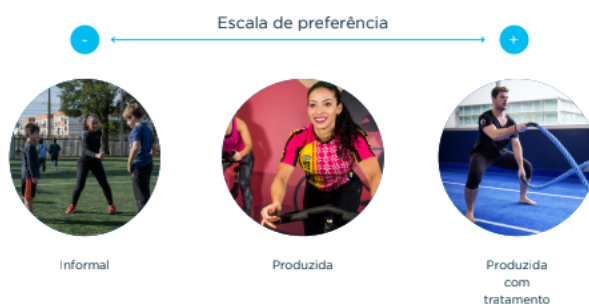 Escala de preferência
-
+
Informal
Produzida
Produzida
com
tratamento